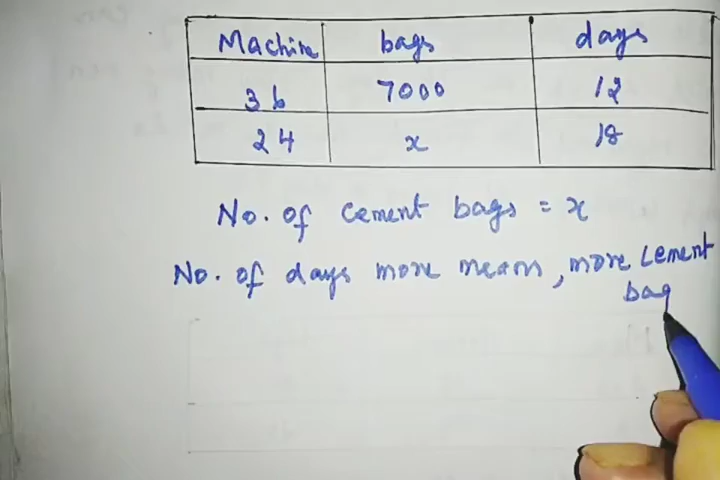 Machine bags days
36 7000 12
24 x 18
No. of cement bags = x
No. of days more means, more cement
bag